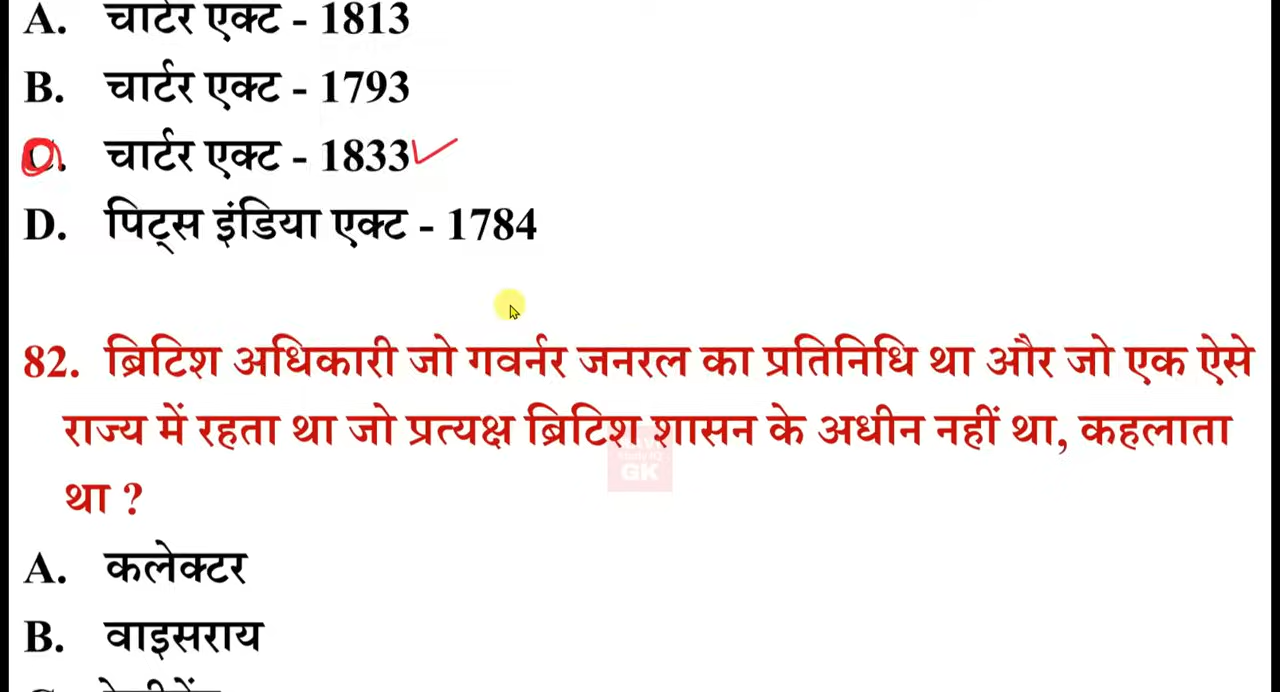 A. चार्टर एक्ट - 1813
B. चार्टर एक्ट - 1793
C. चार्टर एक्ट - 1833
D. पिट्स इंडिया एक्ट - 1784
82. ब्रिटिश अधिकारी जो गवर्नर जनरल का प्रतिनिधि था और जो एक ऐसे
राज्य में रहता था जो प्रत्यक्ष ब्रिटिश शासन के अधीन नहीं था, कहलाता
था ?
GK
A. कलेक्टर
B. वाइसराय